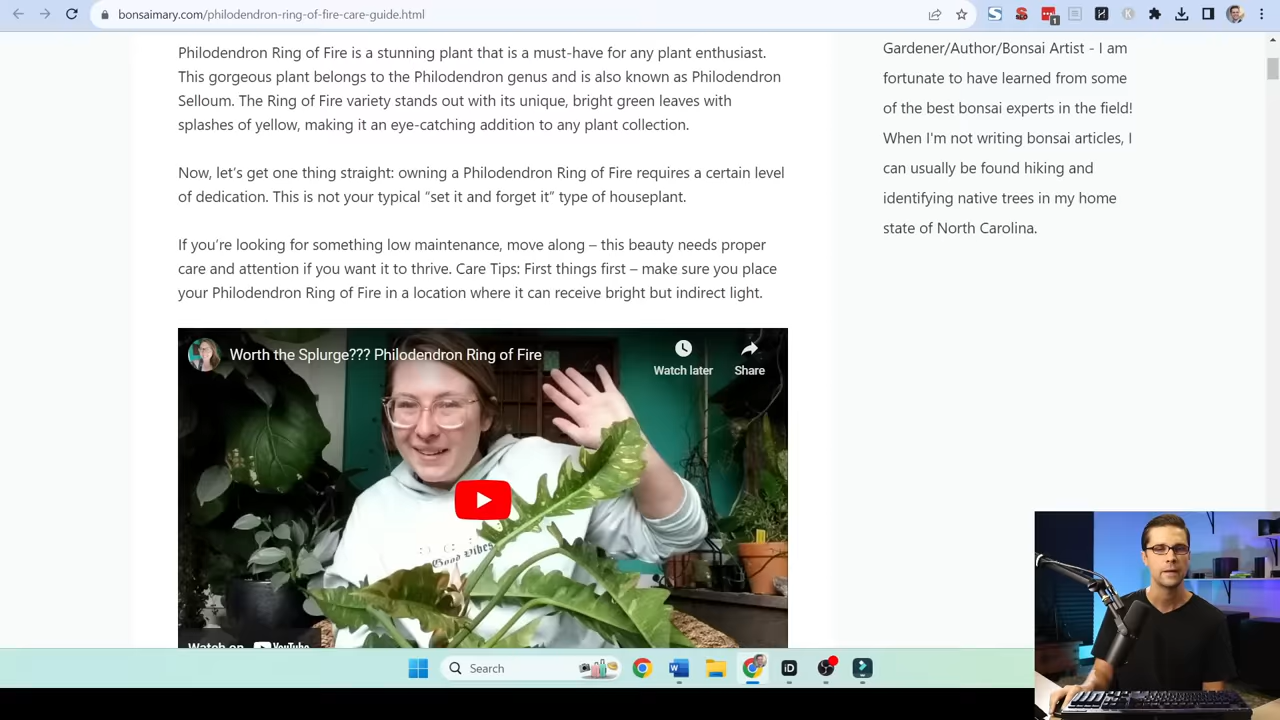 bonsaimary.com/philodendron-ring-of-fire-care-guide.html
1
Philodendron Ring of Fire is a stunning plant that is a must-have for any plant enthusiast.
This gorgeous plant belongs to the Philodendron genus and is also known as Philodendron
Selloum. The Ring of Fire variety stands out with its unique, bright green leaves with
splashes of yellow, making it an eye-catching addition to any plant collection.
Now, let's get one thing straight: owning a Philodendron Ring of Fire requires a certain level
of dedication. This is not your typical “set it and forget it” type of houseplant.
If you're looking for something low maintenance, move along – this beauty needs proper
care and attention if you want it to thrive. Care Tips: First things first – make sure you place
your Philodendron Ring of Fire in a location where it can receive bright but indirect light.
Worth the Splurge??? Philodendron Ring of Fire
Watch later
Share
Good Vibes
Watch on YouTube
Gardener/Author/Bonsai Artist - I am
fortunate to have learned from some
of the best bonsai experts in the field!
When I'm not writing bonsai articles, I
can usually be found hiking and
identifying native trees in my home
state of North Carolina.
Search